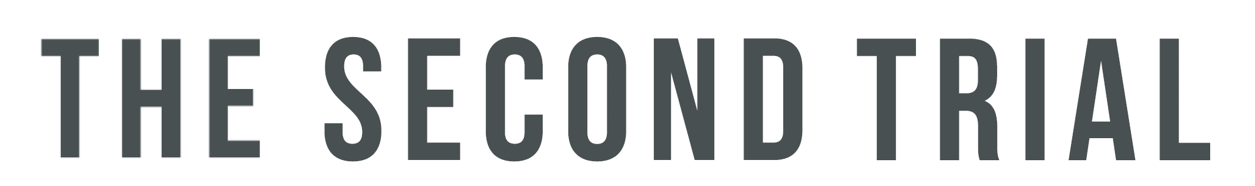 THE SECOND TRIAL